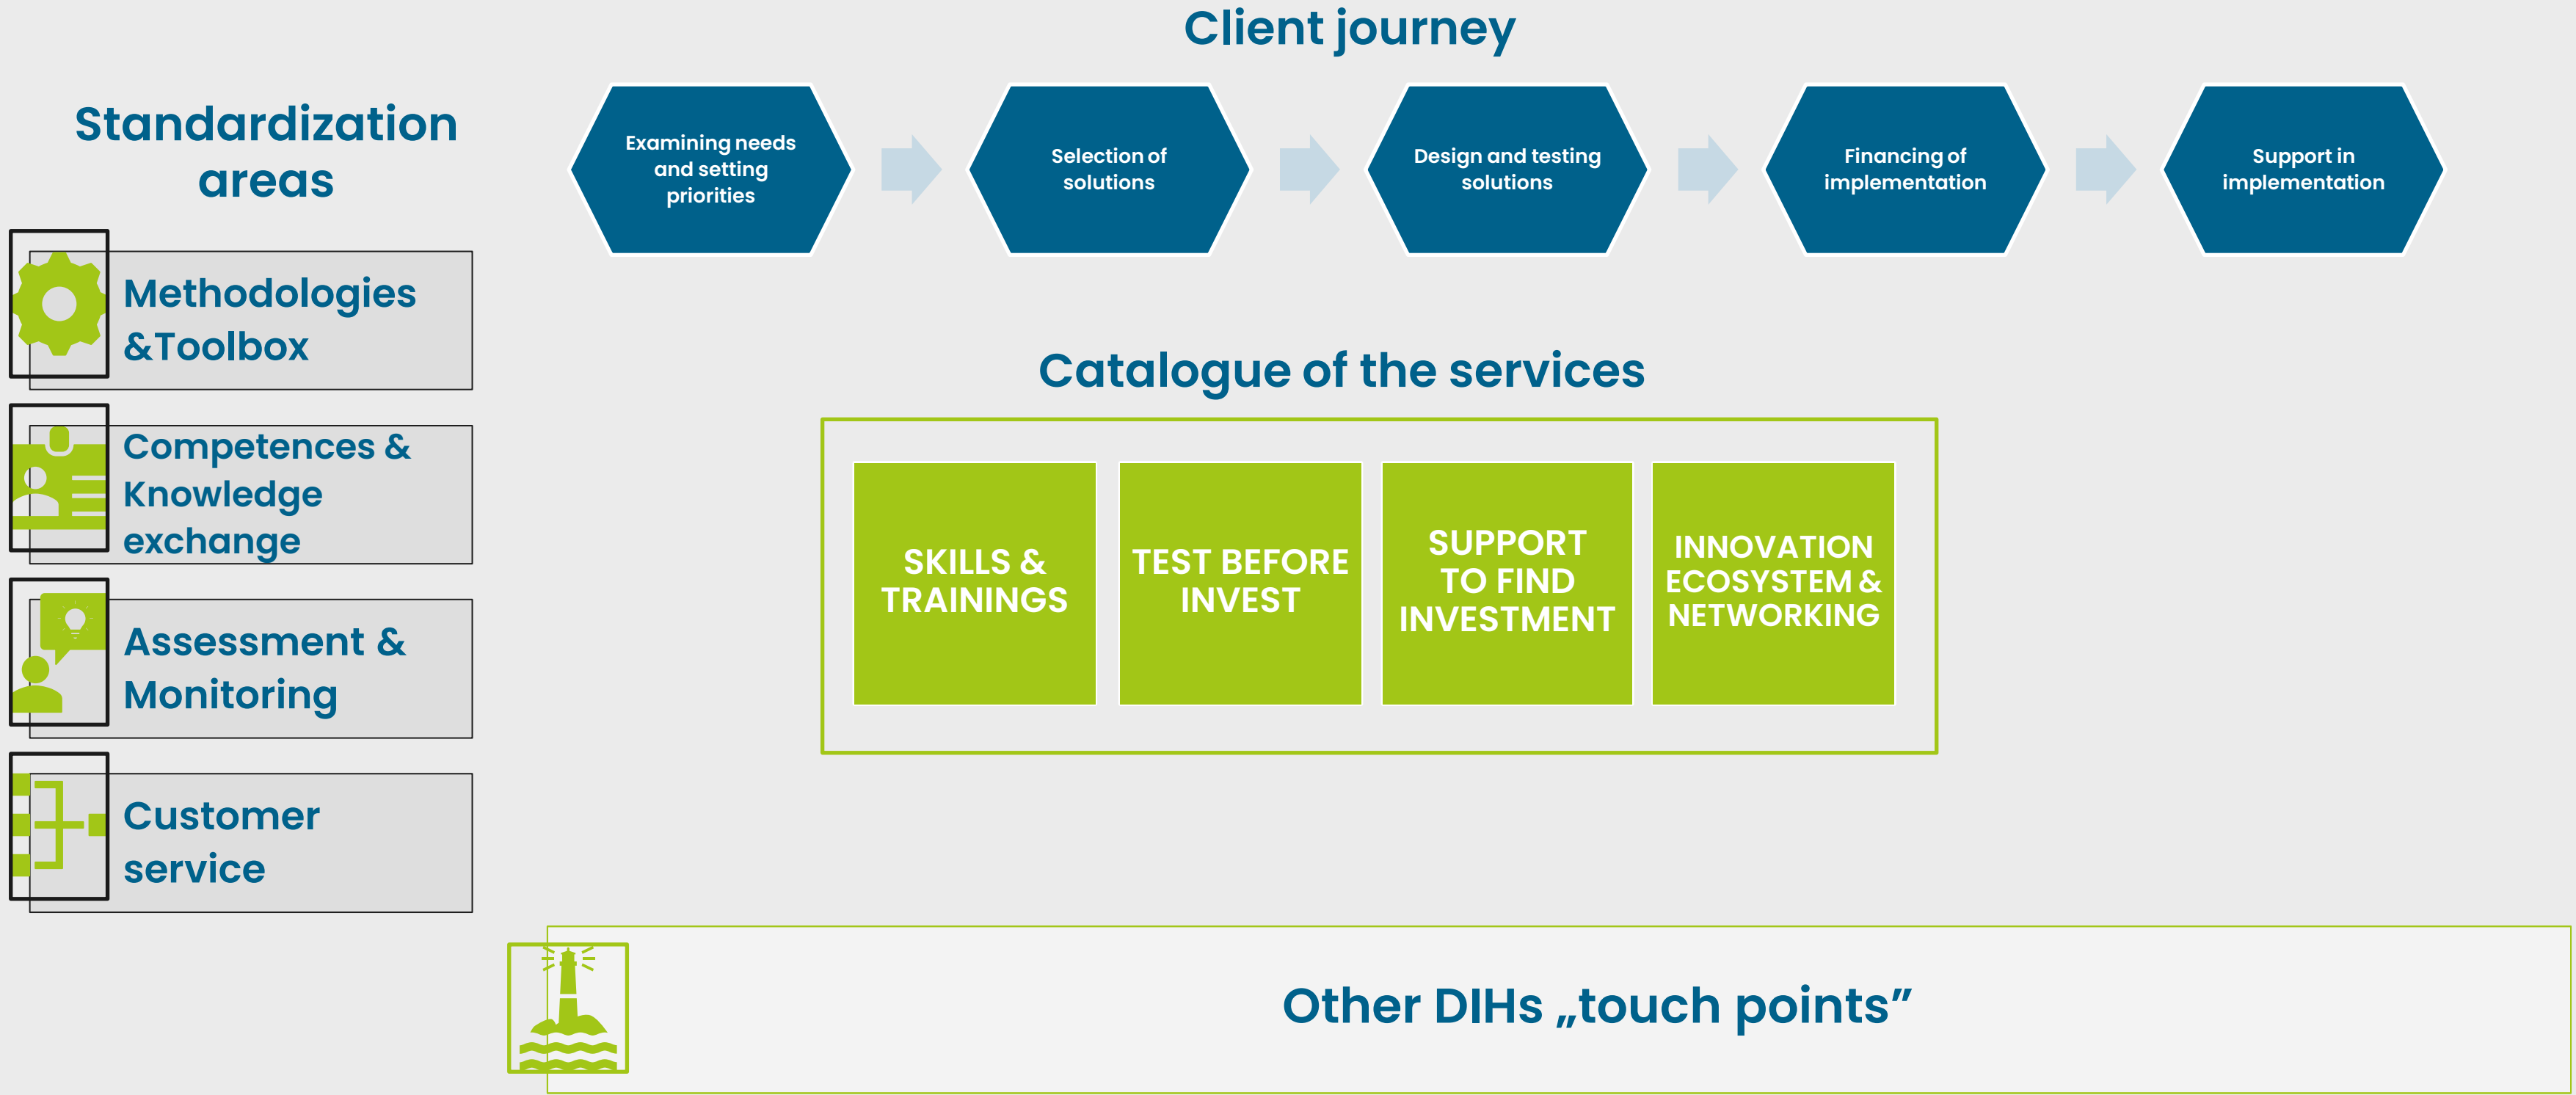 Client journey
Standardization
areas
Examining needs
and setting
priorities
Selection of
solutions
Design and testing
solutions
Financing of
implementation
Support in
implementation
Methodologies
&Toolbox
Competences &
Knowledge
exchange
Assessment &
Monitoring
Customer
service
Catalogue of the services
SKILLS &
TRAININGS
TEST BEFORE
INVEST
SUPPORT
TO FIND
INVESTMENT
INNOVATION
ECOSYSTEM &
NETWORKING
Other DIHs „touch points”